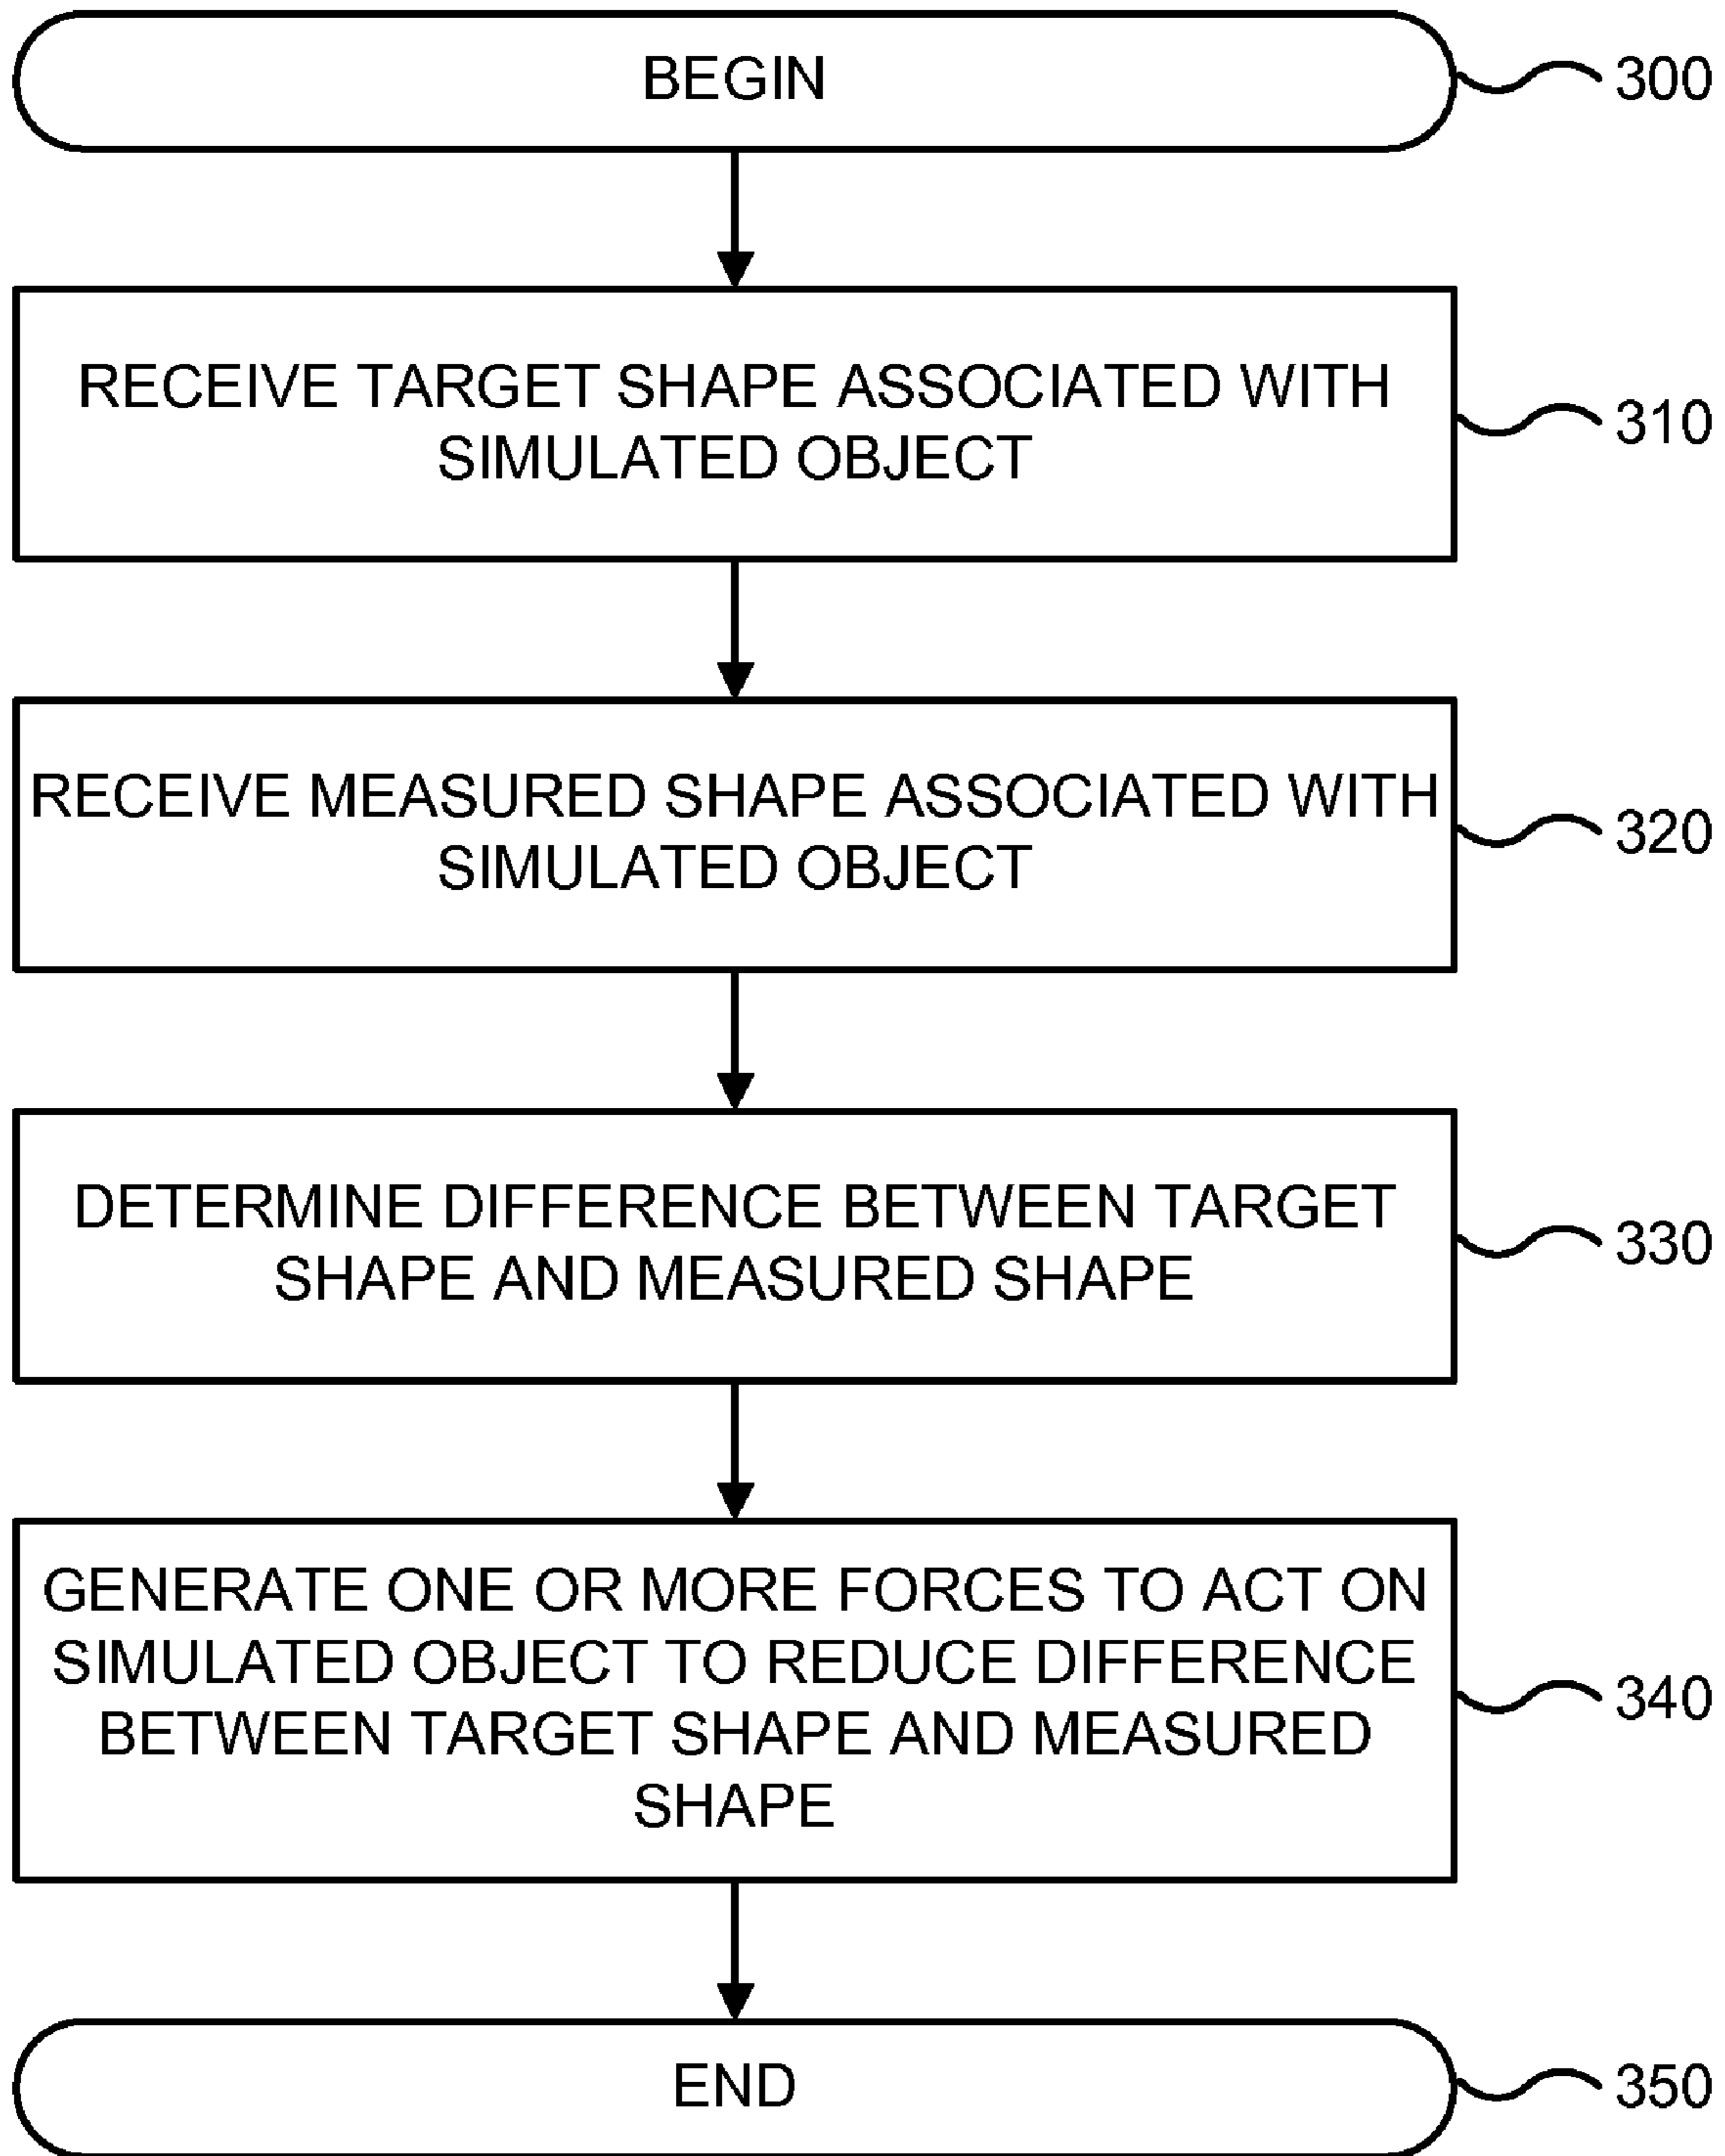 BEGIN
300
RECEIVE TARGET SHAPE ASSOCIATED WITH
SIMULATED OBJECT
310
RECEIVE MEASURED SHAPE ASSOCIATED WITH
SIMULATED OBJECT
320
DETERMINE DIFFERENCE BETWEEN TARGET
SHAPE AND MEASURED SHAPE
330
GENERATE ONE OR MORE FORCES TO ACT ON
SIMULATED OBJECT TO REDUCE DIFFERENCE
BETWEEN TARGET SHAPE AND MEASURED
SHAPE
340
END
350